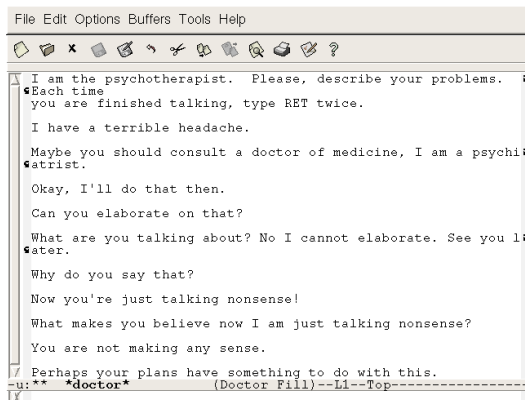 File Edit Options Buffers Tools Help
I am the psychotherapist.  Please, describe your problems.
Each time
you are finished talking, type RET twice.
I have a terrible headache.
Maybe you should consult a doctor of medicine, I am a psychi
atrist.
Okay, I'll do that then.
Can you elaborate on that?
What are you talking about? No I cannot elaborate. See you l
ater.
Why do you say that?
Now you're just talking nonsense!
What makes you believe now I am just talking nonsense?
You are not making any sense.
Perhaps your plans have something to do with this.
-u:**  *doctor*          (Doctor Fill)--L1--Top----------------